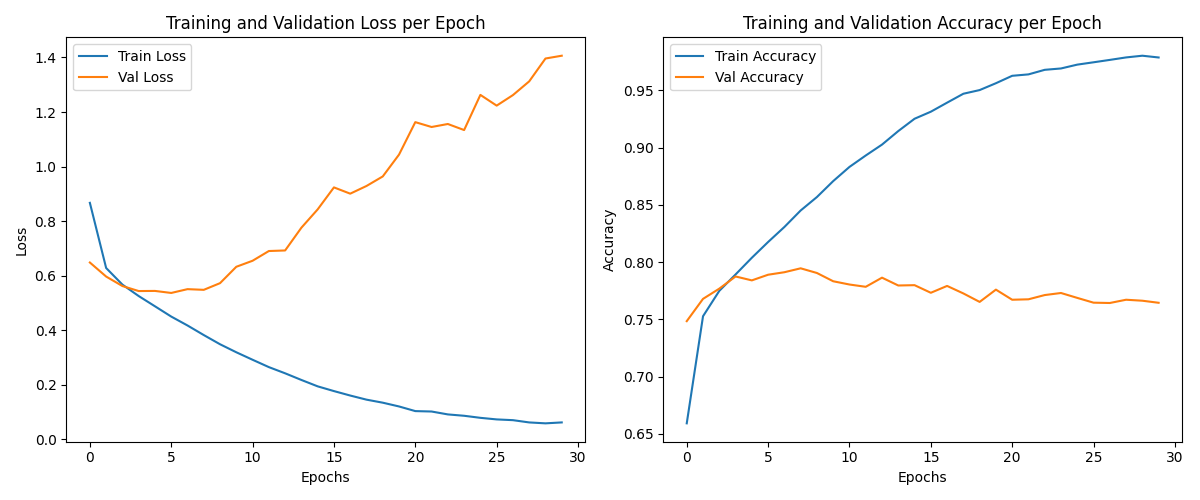 Training and Validation Loss per Epoch
Train Loss
Val Loss
1.4
1.2
1.0
0.8
0.6
0.4
0.2
0.0
Loss
0 5 10 15 20 25 30
Epochs
Training and Validation Accuracy per Epoch
Train Accuracy
Val Accuracy
0.95
0.90
0.85
0.80
0.75
0.70
0.65
Accuracy
0 5 10 15 20 25 30
Epochs